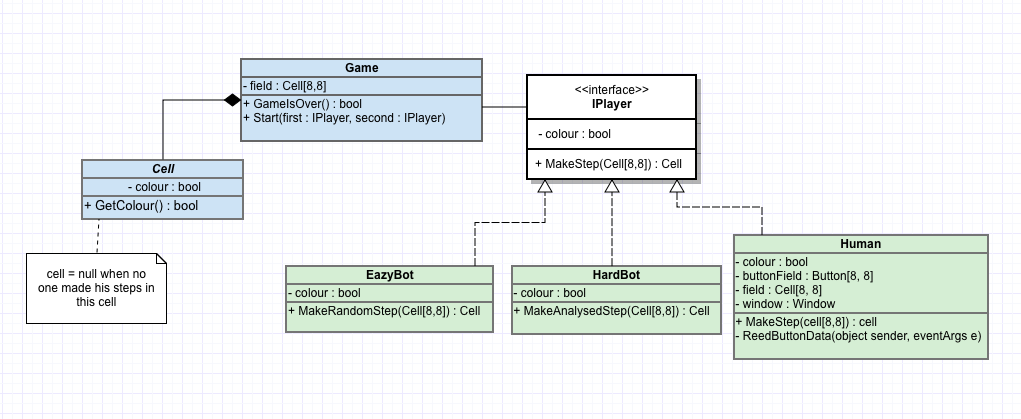 Game
- field : Cell[8,8]
+ GameIsOver() : bool
+ Start(first : IPlayer, second : IPlayer)
<<interface>>
IPlayer
- colour : bool
+ MakeStep(Cell[8,8]) : Cell
Cell
- colour : bool
+ GetColour() : bool
cell = null when no
one made his steps in
this cell
EazyBot
- colour : bool
+ MakeRandomStep(Cell[8,8]) : Cell
HardBot
- colour : bool
+ MakeAnalysedStep(Cell[8,8]) : Cell
Human
- colour : bool
- buttonField : Button[8, 8]
- field : Cell[8, 8]
- window : Window
+ MakeStep(cell[8,8]) : cell
- ReedButtonData(object sender, eventArgs e)